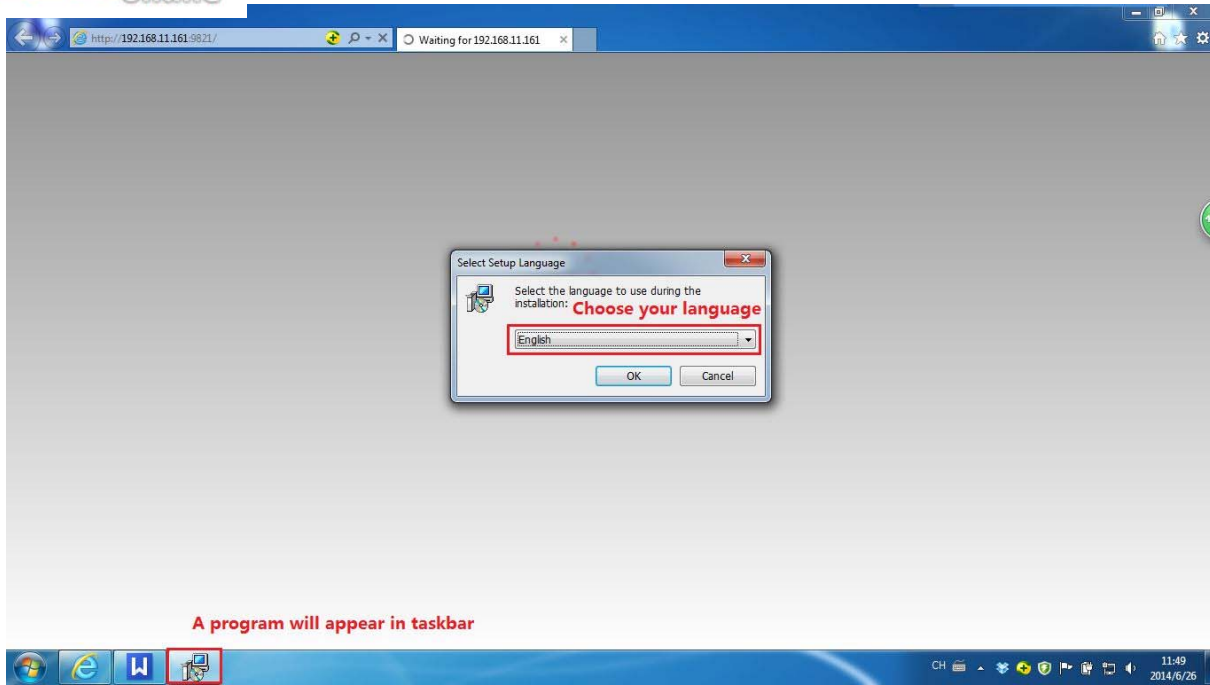 http://192.168.11.161:9821/
Waiting for 192.168.11.161
Select Setup Language
Select the language to use during the
installation:
Choose your language
English
OK
Cancel
A program will appear in taskbar
CH
11:49
2014/6/26